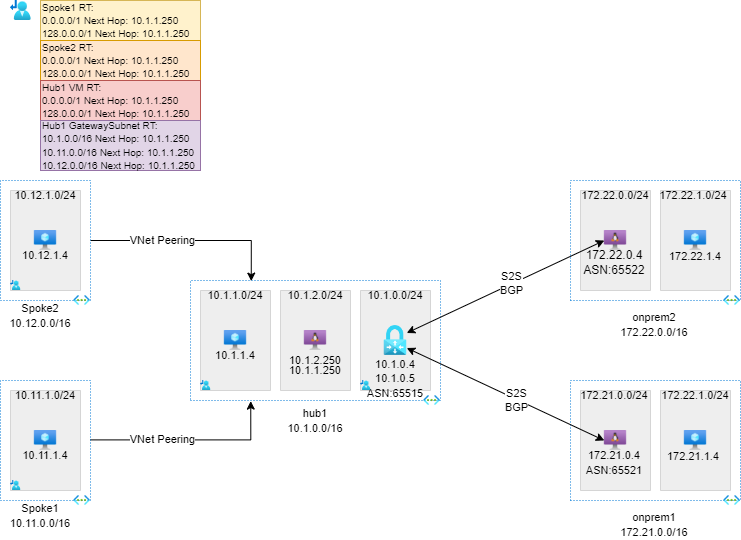 Spoke1 RT:
0.0.0.0/1 Next Hop: 10.1.1.250
128.0.0.0/1 Next Hop: 10.1.1.250
Spoke2 RT:
0.0.0.0/1 Next Hop: 10.1.1.250
128.0.0.0/1 Next Hop: 10.1.1.250
Hub1 VM RT:
0.0.0.0/1 Next Hop: 10.1.1.250
128.0.0.0/1 Next Hop: 10.1.1.250
Hub1 GatewaySubnet RT:
10.1.0.0/16 Next Hop: 10.1.1.250
10.11.0.0/16 Next Hop: 10.1.1.250
10.12.0.0/16 Next Hop: 10.1.1.250
10.12.1.0/24
10.12.1.4
Spoke2
10.12.0.0/16
VNet Peering
10.11.1.0/24
10.11.1.4
Spoke1
10.11.0.0/16
VNet Peering
10.1.1.0/24
10.1.1.4
10.1.2.0/24
10.1.2.250
10.1.1.250
10.1.0.0/24
10.1.0.4
10.1.0.5
ASN:65515
hub1
10.1.0.0/16
S2S
BGP
S2S
BGP
172.22.0.0/24
172.22.0.4
ASN:65522
172.22.1.0/24
172.22.1.4
onprem2
172.22.0.0/16
172.21.0.0/24
172.21.0.4
ASN:65521
172.22.1.0/24
172.21.1.4
onprem1
172.21.0.0/16